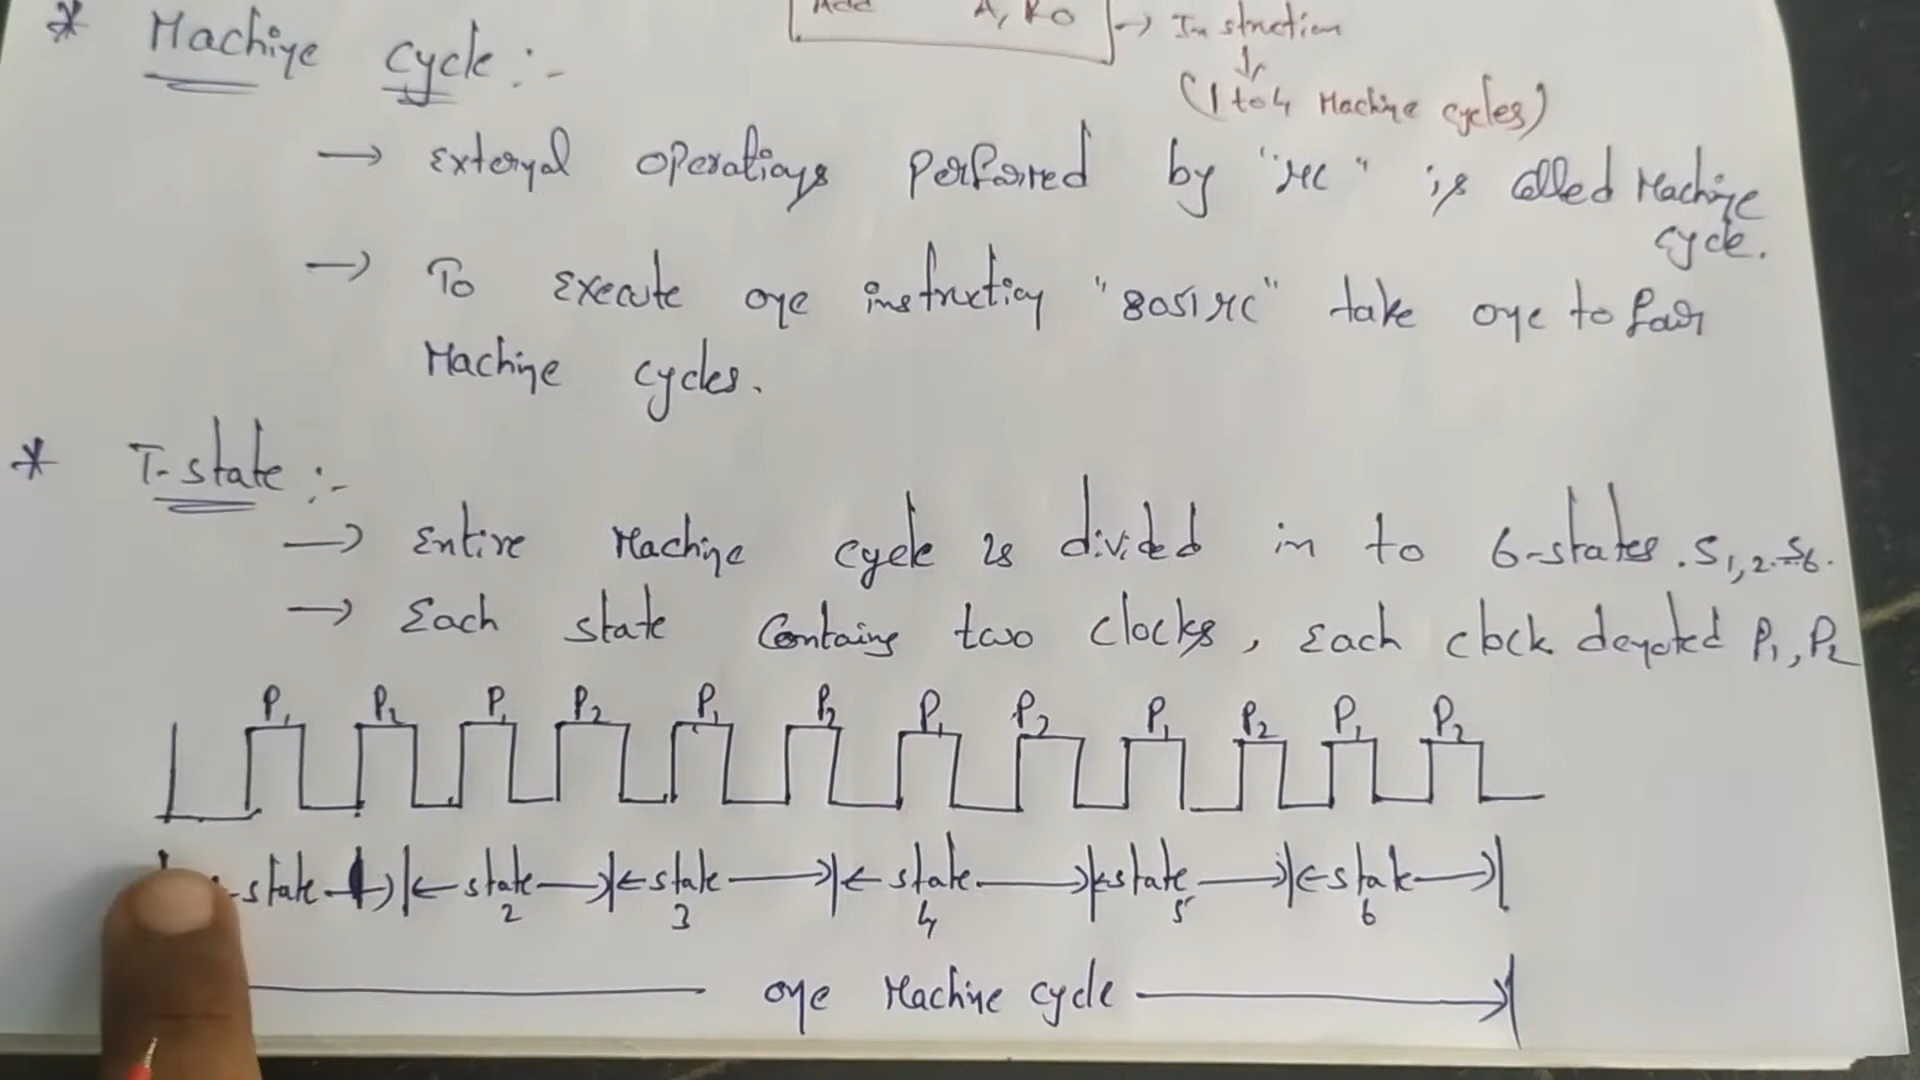 Add A, R0 → Instruction
* Machine cycle :-
(1 to 4 Machine cycles)
→ External operations performed by "μc" is called Machine
cycle.
→ To execute one instruction "8051 μc" take one to four
Machine cycles.
* T-state :-
→ Entire Machine cycle is divided in to 6-states. S1,2...S6.
→ Each state contains two clocks, Each clock denoted P1, P2
P1 P2 P1 P2 P1 P2 P1 P2 P1 P2 P1 P2
state 1 state 2 state 3 state 4 state 5 state 6
one Machine cycle